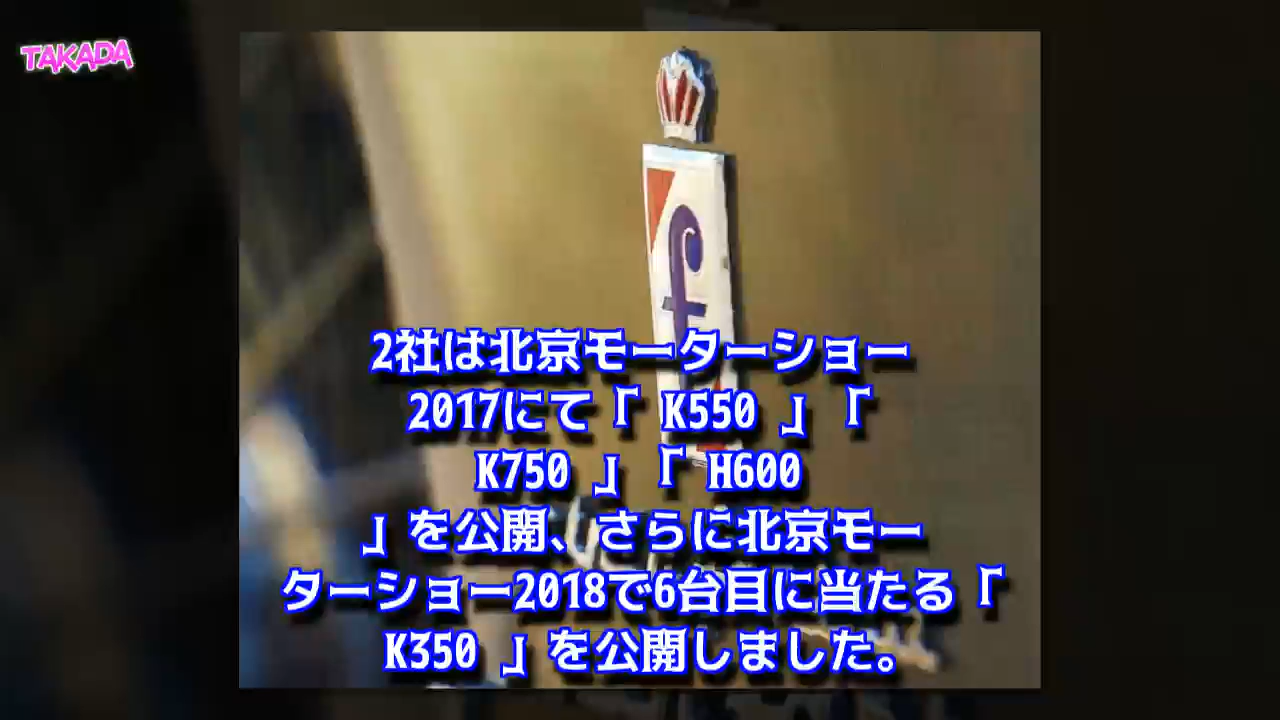 TAKADA
f
2社は北京モーターショー
2017にて『 K550 』『
K750 』『 H600
』を公開、さらに北京モー
ターショー2018で6台目に当たる『
K350 』を公開しました。